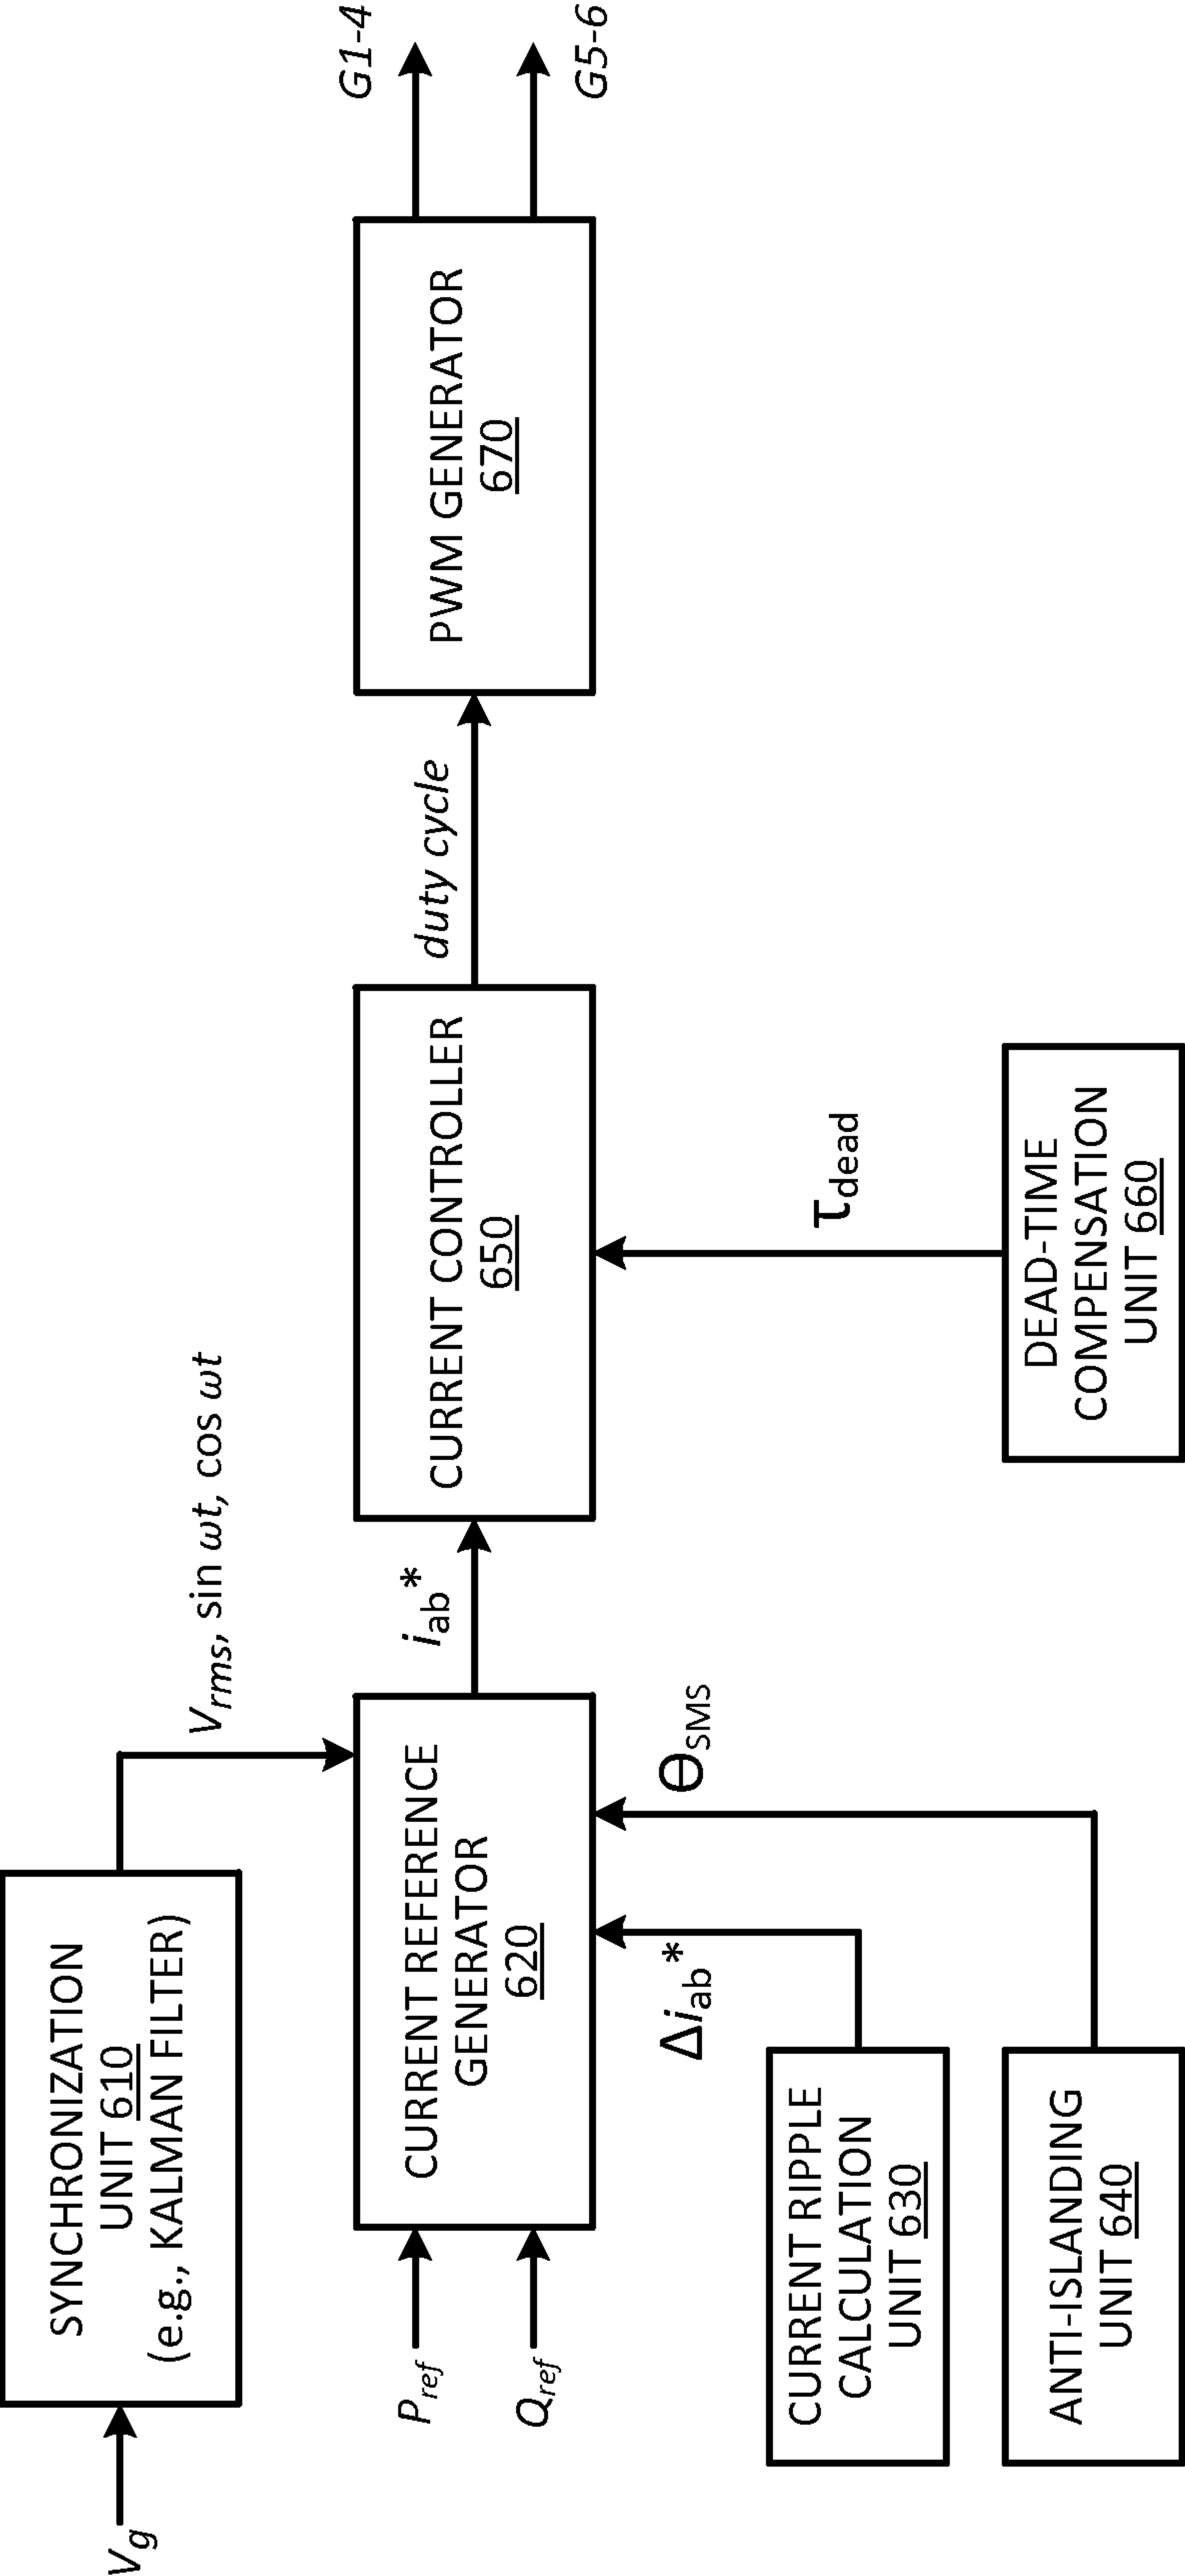 Vg
SYNCHRONIZATION
UNIT 610
(e.g., KALMAN FILTER)
Vrms, sin ωt, cos ωt
Pref
Qref
CURRENT REFERENCE
GENERATOR
620
iab*
CURRENT CONTROLLER
650
duty cycle
PWM GENERATOR
670
G1-4
G5-6
Δiab*
ΘSMS
τdead
CURRENT RIPPLE
CALCULATION
UNIT 630
ANTI-ISLANDING
UNIT 640
DEAD-TIME
COMPENSATION
UNIT 660